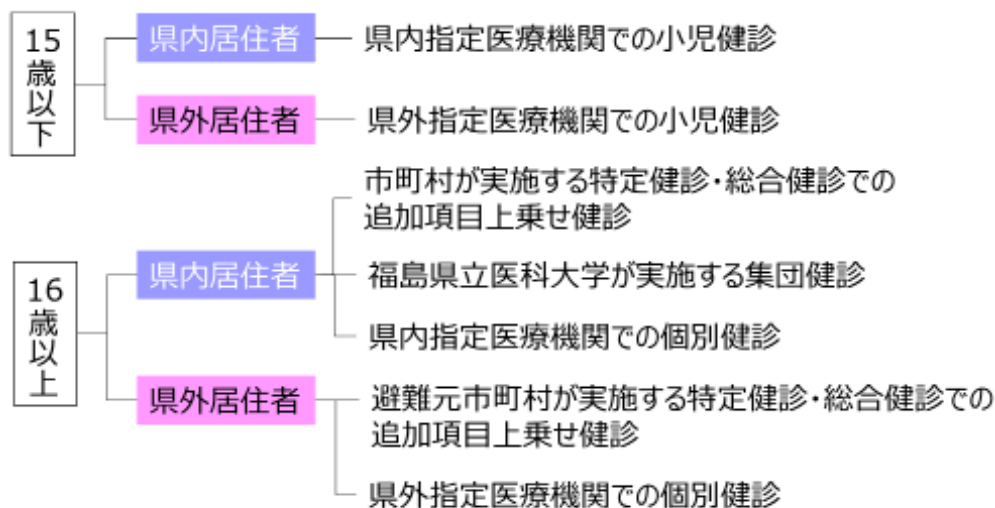 15歳以下
県内居住者
県内指定医療機関での小児健診
県外居住者
県外指定医療機関での小児健診
16歳以上
県内居住者
市町村が実施する特定健診・総合健診での
追加項目上乗せ健診
福島県立医科大学が実施する集団健診
県内指定医療機関での個別健診
県外居住者
避難元市町村が実施する特定健診・総合健診での
追加項目上乗せ健診
県外指定医療機関での個別健診